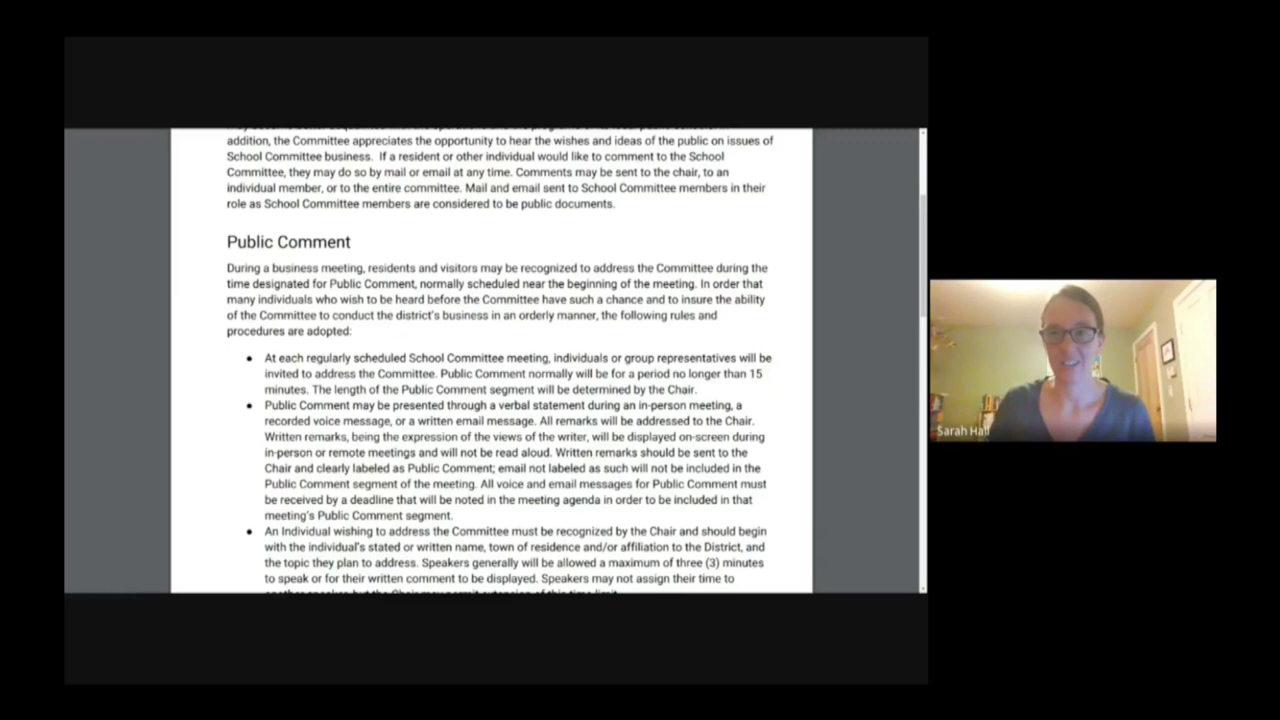 addition, the Committee appreciates the opportunity to hear the wishes and ideas of the public on issues of
School Committee business. If a resident or other individual would like to comment to the School
Committee, they may do so by mail or email at any time. Comments may be sent to the chair, to an
individual member, or to the entire committee. Mail and email sent to School Committee members in their
role as School Committee members are considered to be public documents.
Public Comment
During a business meeting, residents and visitors may be recognized to address the Committee during the
time designated for Public Comment, normally scheduled near the beginning of the meeting. In order that
many individuals who wish to be heard before the Committee have such a chance and to insure the ability
of the Committee to conduct the district's business in an orderly manner, the following rules and
procedures are adopted:
● At each regularly scheduled School Committee meeting, individuals or group representatives will be
invited to address the Committee. Public Comment normally will be for a period no longer than 15
minutes. The length of the Public Comment segment will be determined by the Chair.
● Public Comment may be presented through a verbal statement during an in-person meeting, a
recorded voice message, or a written email message. All remarks will be addressed to the Chair.
Written remarks, being the expression of the views of the writer, will be displayed on-screen during
in-person or remote meetings and will not be read aloud. Written remarks should be sent to the
Chair and clearly labeled as Public Comment; email not labeled as such will not be included in the
Public Comment segment of the meeting. All voice and email messages for Public Comment must
be received by a deadline that will be noted in the meeting agenda in order to be included in that
meeting's Public Comment segment.
● An Individual wishing to address the Committee must be recognized by the Chair and should begin
with the individual's stated or written name, town of residence and/or affiliation to the District, and
the topic they plan to address. Speakers generally will be allowed a maximum of three (3) minutes
to speak or for their written comment to be displayed. Speakers may not assign their time to
another speaker, but the Chair may permit extension of this time limit.
Sarah Hall